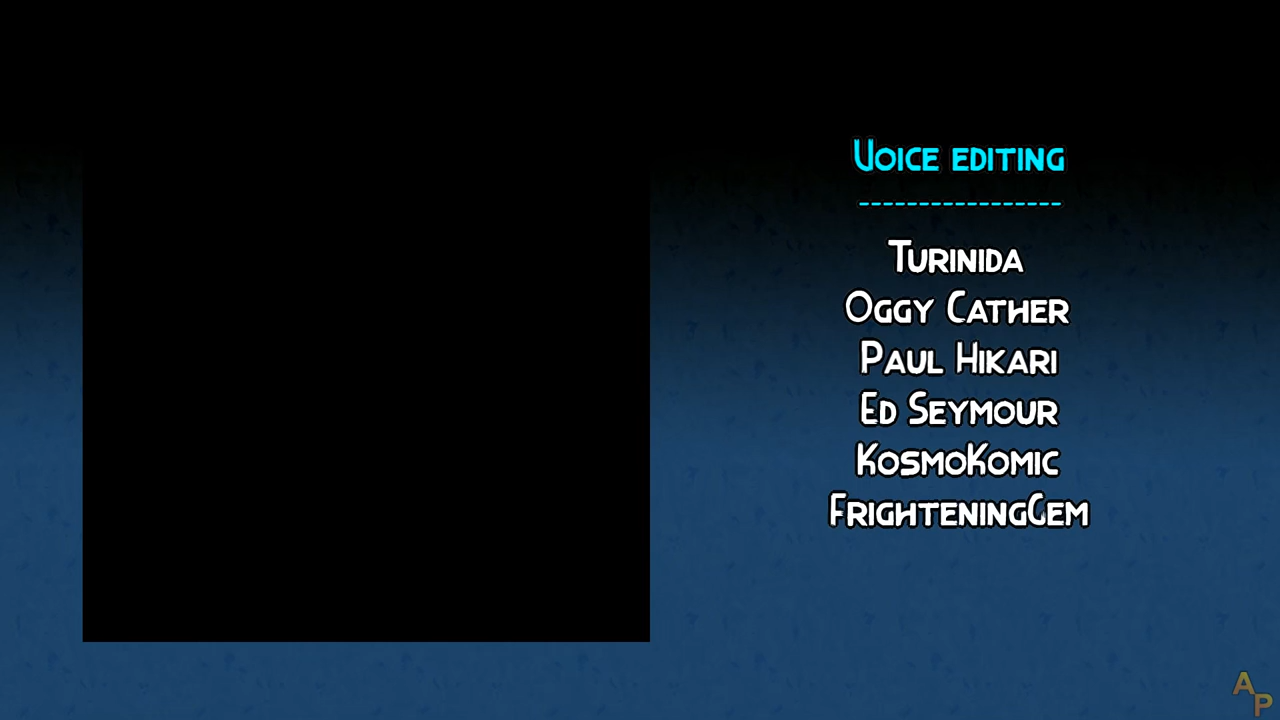 Voice editing
-----------------
Turinida
Oggy Cather
Paul Hikari
Ed Seymour
KosmoKomic
FrighteningGem
AP